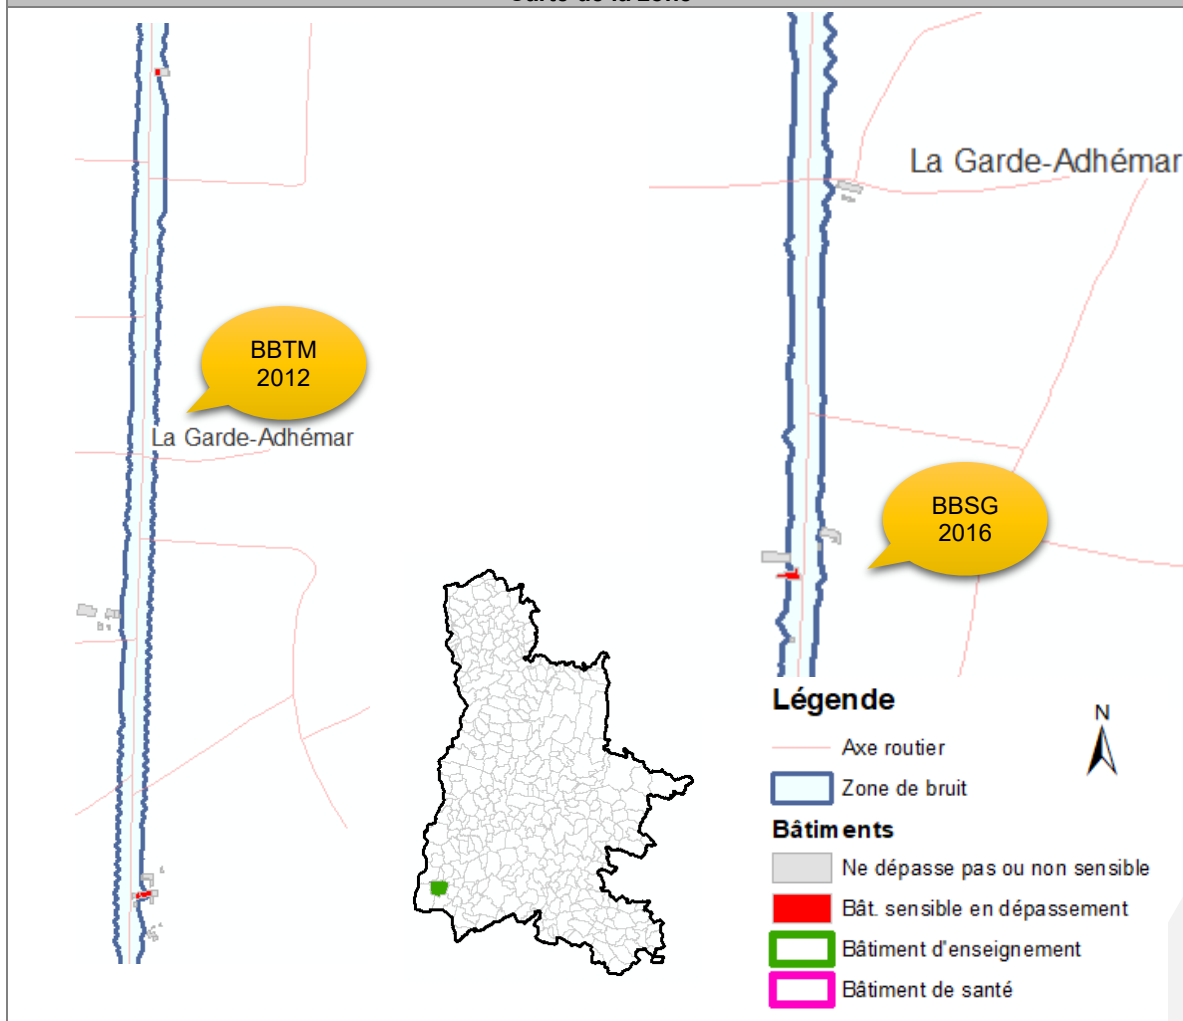 La Garde-Adhémar
BBTM
2012
La Garde-Adhémar
BBSG
2016
Légende
N
Axe routier
Zone de bruit
Bâtiments
Ne dépasse pas ou non sensible
Bât. sensible en dépassement
Bâtiment d'enseignement
Bâtiment de santé